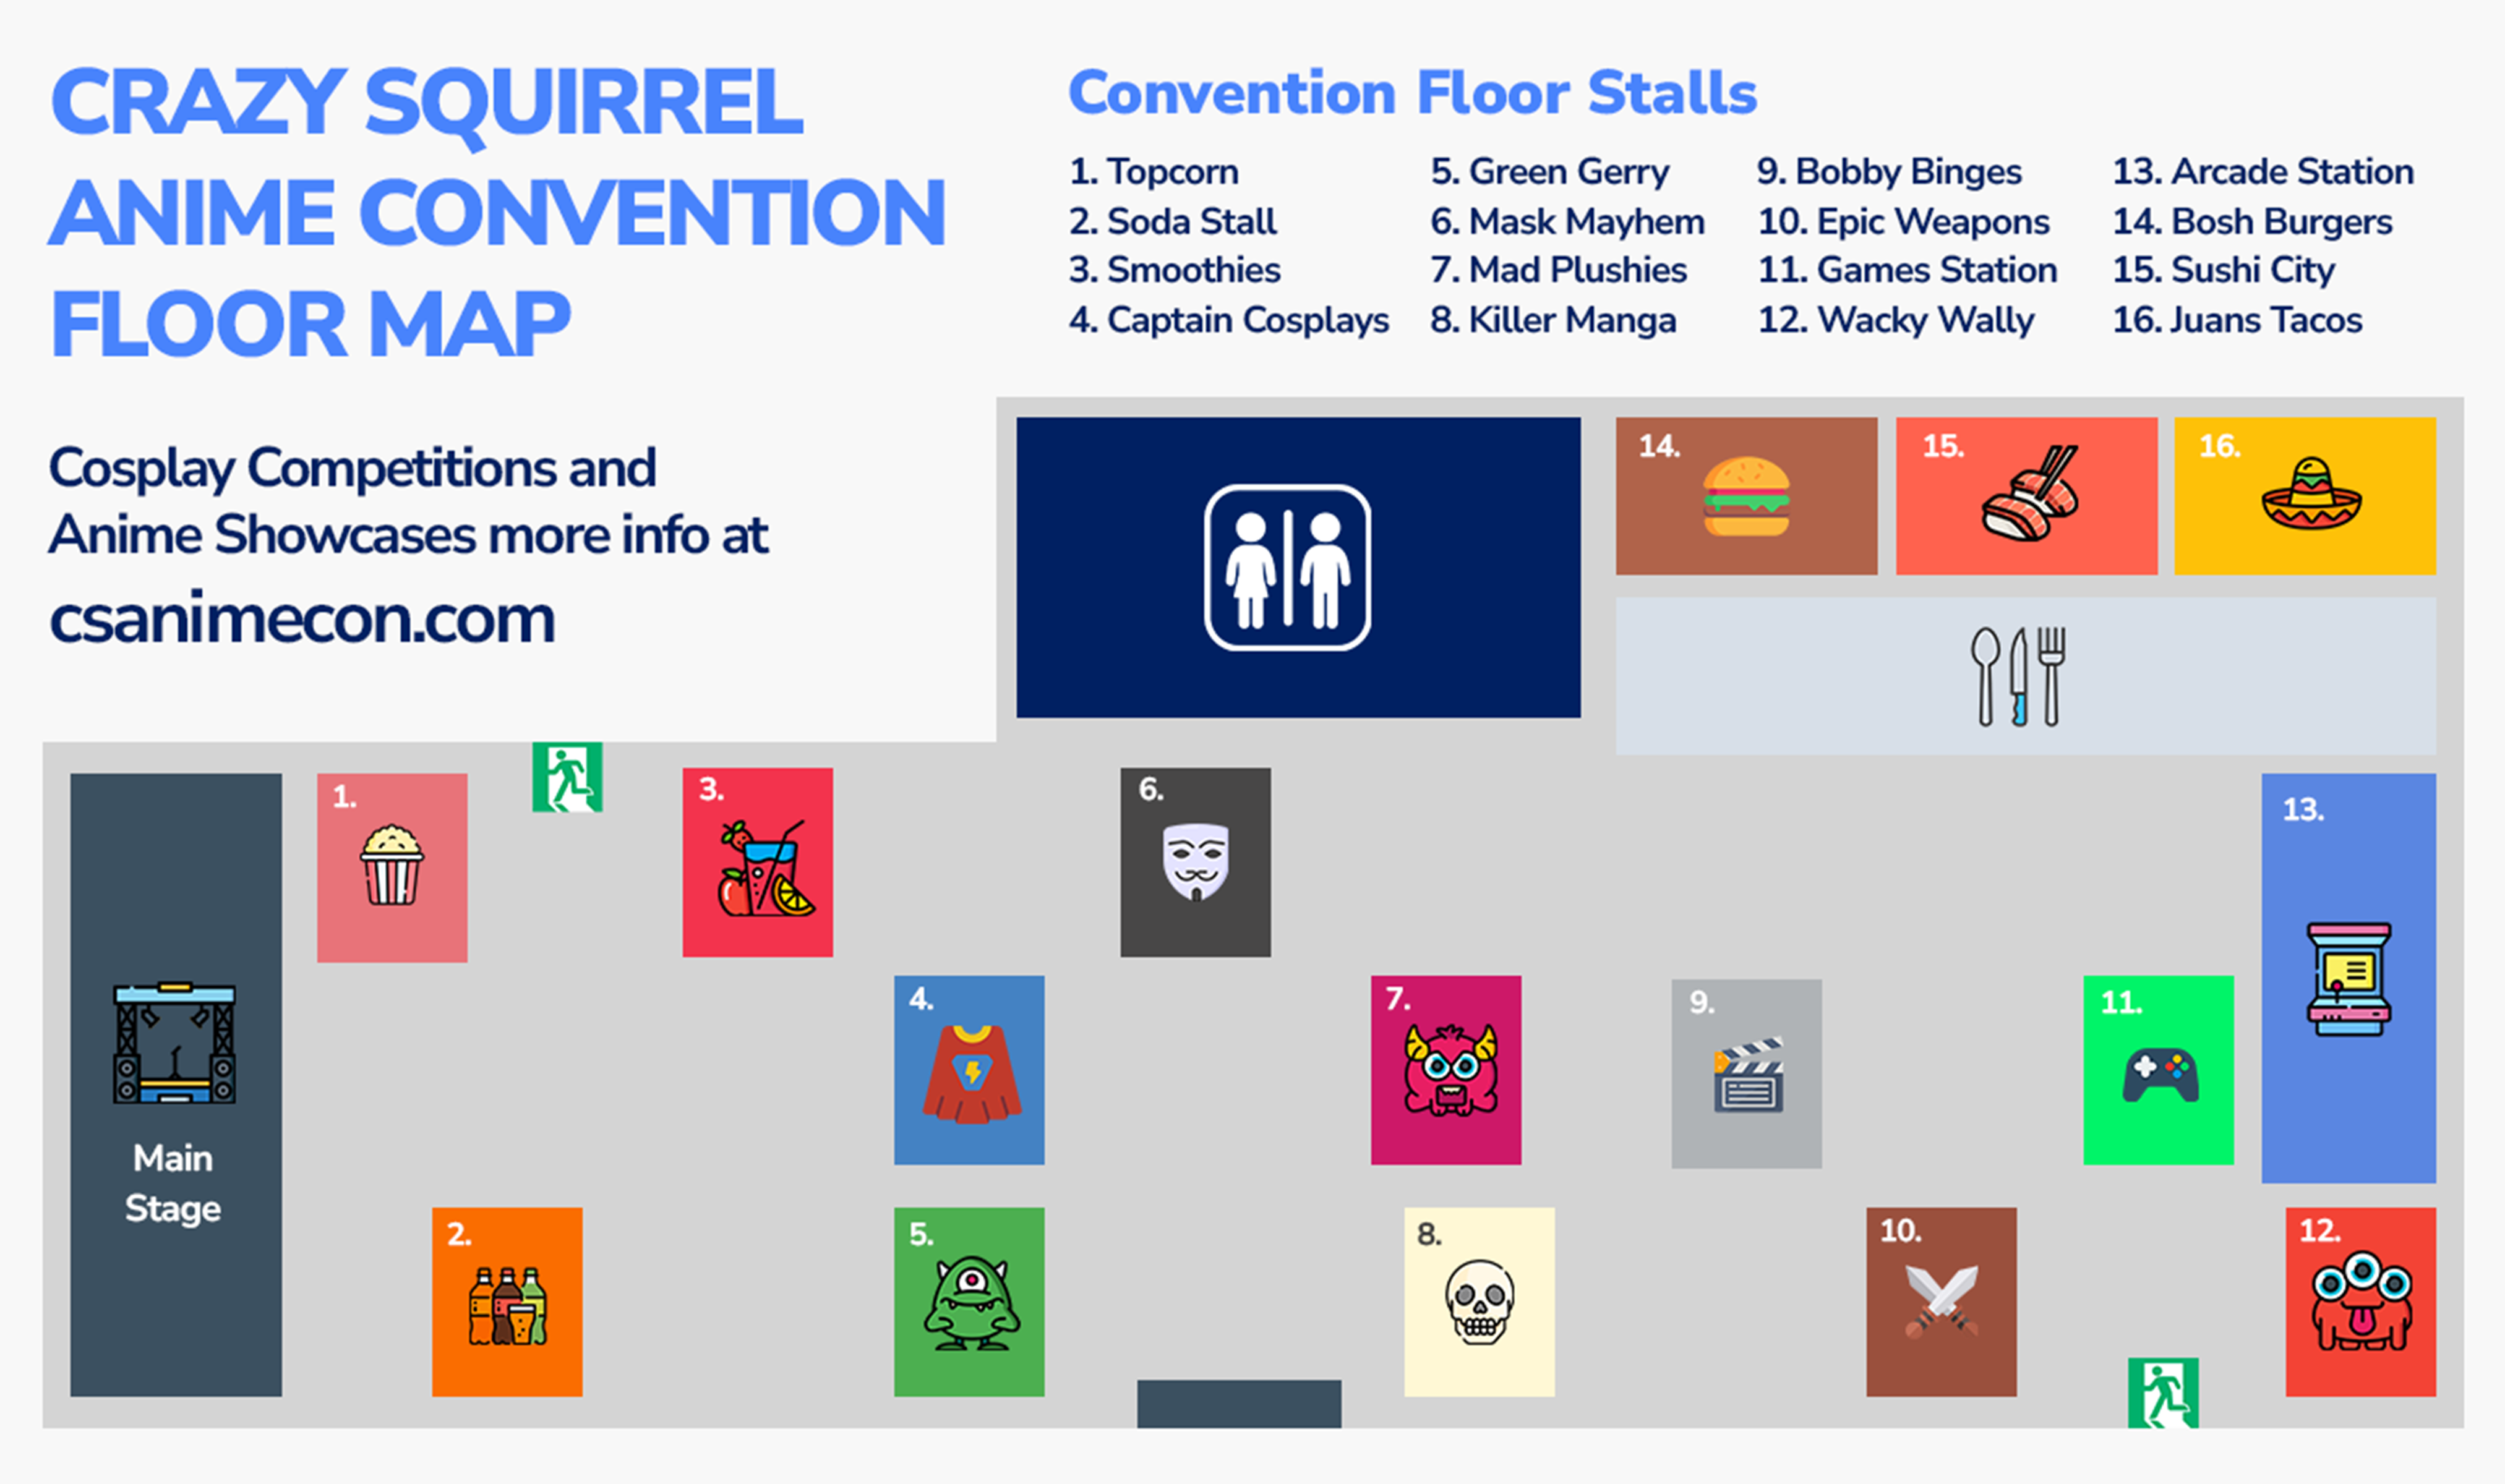 CRAZY SQUIRREL
ANIME CONVENTION
FLOOR MAP
Cosplay Competitions and
Anime Showcases more info at
csanimecon.com
Convention Floor Stalls
1. Topcorn
2. Soda Stall
3. Smoothies
4. Captain Cosplays
5. Green Gerry
6. Mask Mayhem
7. Mad Plushies
8. Killer Manga
9. Bobby Binges
10. Epic Weapons
11. Games Station
12. Wacky Wally
13. Arcade Station
14. Bosh Burgers
15. Sushi City
16. Juans Tacos
14.
15.
16.
1.
3.
6.
13.
4.
7.
9.
11.
Main
Stage
2.
5.
8.
10.
12.